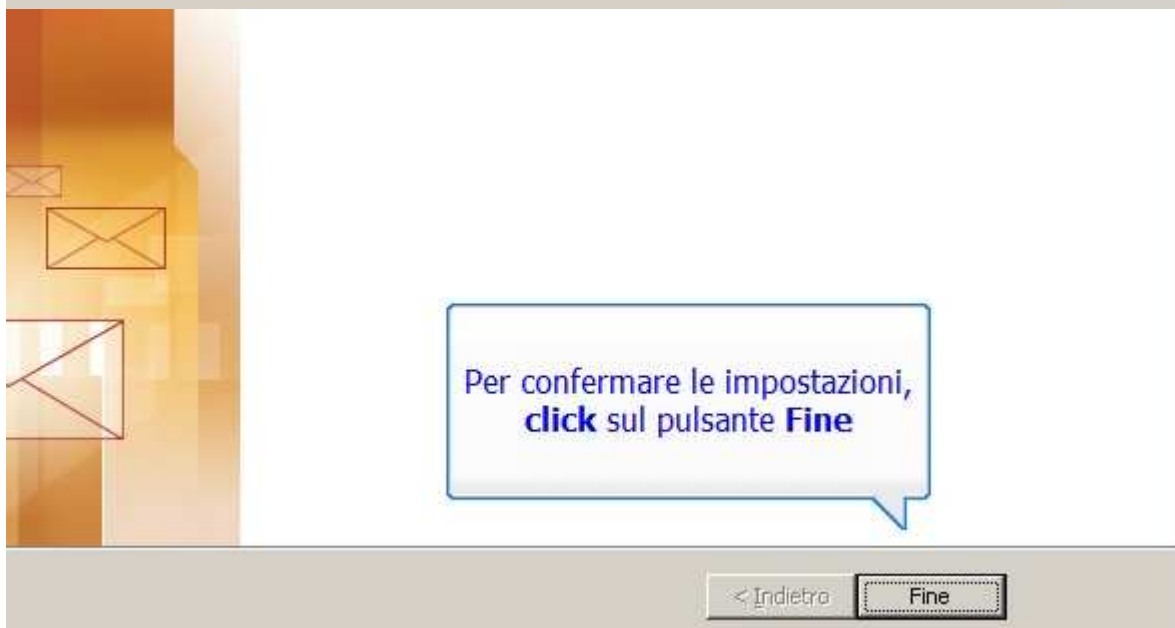 Per confermare le impostazioni,
click sul pulsante Fine
< Indietro Fine